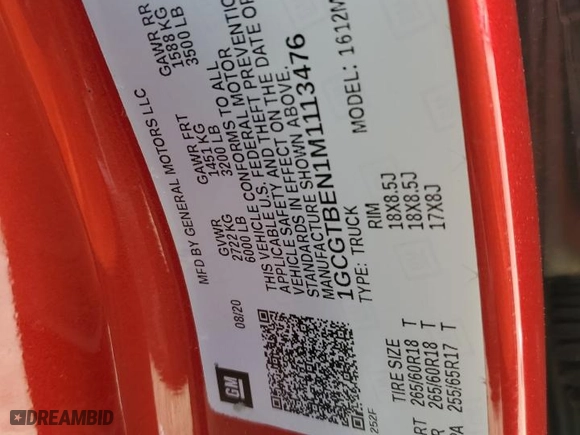 MFD BY GENERAL MOTORS LLC
08/20 GVWR GAWR FRT GAWR RR
2722 KG 1451 KG 1588 KG
6000 LB 3200 LB 3500 LB
THIS VEHICLE CONFORMS TO ALL
APPLICABLE U.S. FEDERAL MOTOR
VEHICLE SAFETY AND THEFT PREVENTION
STANDARDS IN EFFECT ON THE DATE OF
MANUFACTURE SHOWN ABOVE.
1GCGTBEN1M1113476
TYPE: TRUCK MODEL: 1612M
GM
252F
TIRE SIZE RIM
RT 265/60R18 T 18X8.5J
R 265/60R18 T 18X8.5J
A 255/65R17 T 17X8J
DREAMBID